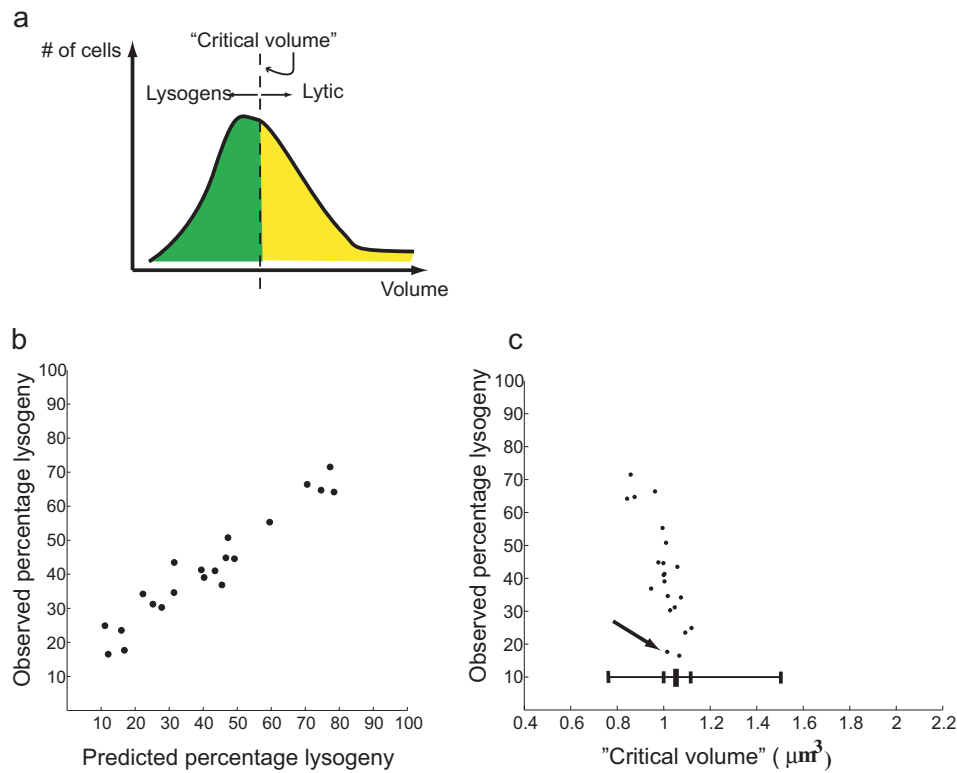 a
# of cells
"Critical volume"
Lysogens
Lytic
Volume
b
Observed percentage lysogeny
100
90
80
70
60
50
40
30
20
10
10 20 30 40 50 60 70 80 90 100
Predicted percentage lysogeny
c
Observed percentage lysogeny
100
90
80
70
60
50
40
30
20
10
0.4 0.6 0.8 1 1.2 1.4 1.6 1.8 2 2.2
"Critical volume" ( μm³)